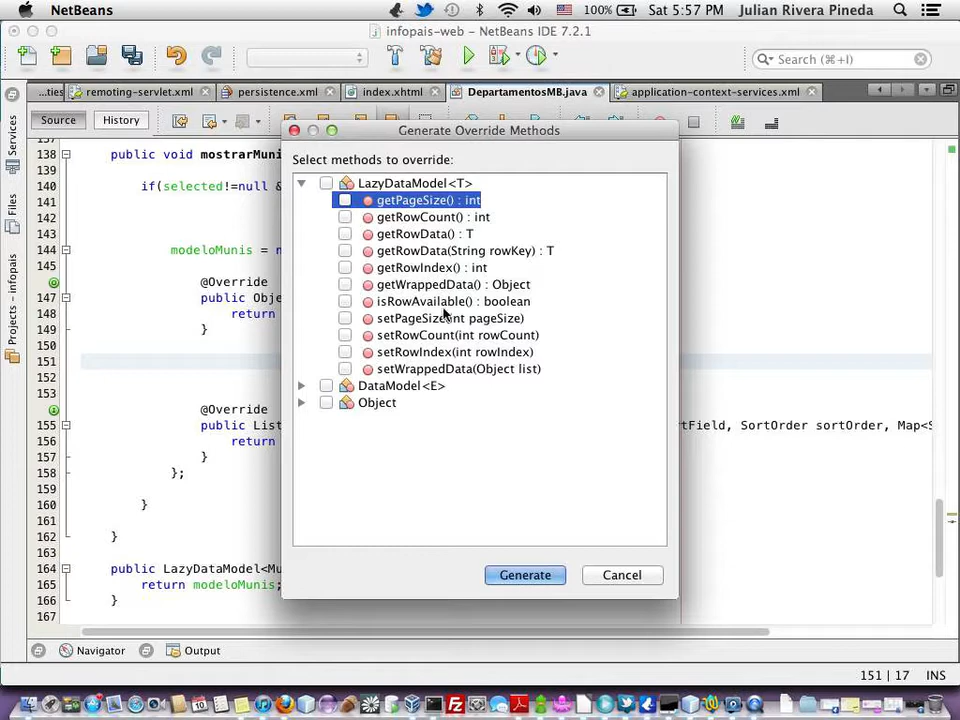 NetBeans 100% Sat 5:57 PM Julian Rivera Pineda
infopais-web - NetBeans IDE 7.2.1
Search (⌘+I)
...ties remoting-servlet.xml persistence.xml index.xhtml DepartamentosMB.java application-context-services.xml
Source History
Generate Override Methods
Select methods to override:
LazyDataModel<T>
getPageSize() : int
getRowCount() : int
getRowData() : T
getRowData(String rowKey) : T
getRowIndex() : int
getWrappedData() : Object
isRowAvailable() : boolean
setPageSize(int pageSize)
setRowCount(int rowCount)
setRowIndex(int rowIndex)
setWrappedData(Object list)
DataModel<E>
Object
Generate Cancel
Services
Files
Projects - infopais
137
138 public void mostrarMuni
139
140 if(selected!=null &
141
142
143
144 modeloMunis = n
145
@Override
147 public Obje
148 return
149 }
150
151
152
@Override
155 public List tField, SortOrder sortOrder, Map<S
156 return
157 }
158 };
159
160 }
161
162 }
163
164 public LazyDataModel<Mu
165 return modeloMunis;
166 }
167
Navigator Output
151 | 17 INS